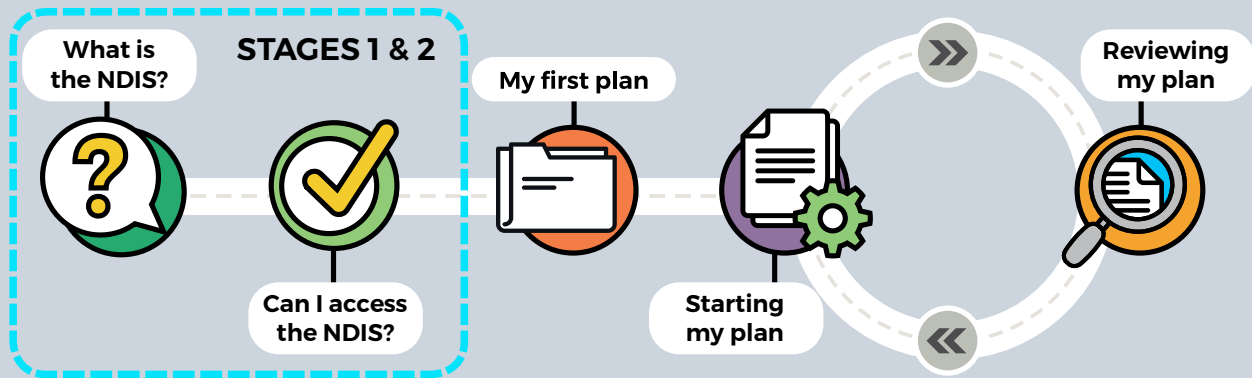 What is
the NDIS?
STAGES 1 & 2
Can I access
the NDIS?
My first plan
Starting
my plan
Reviewing
my plan